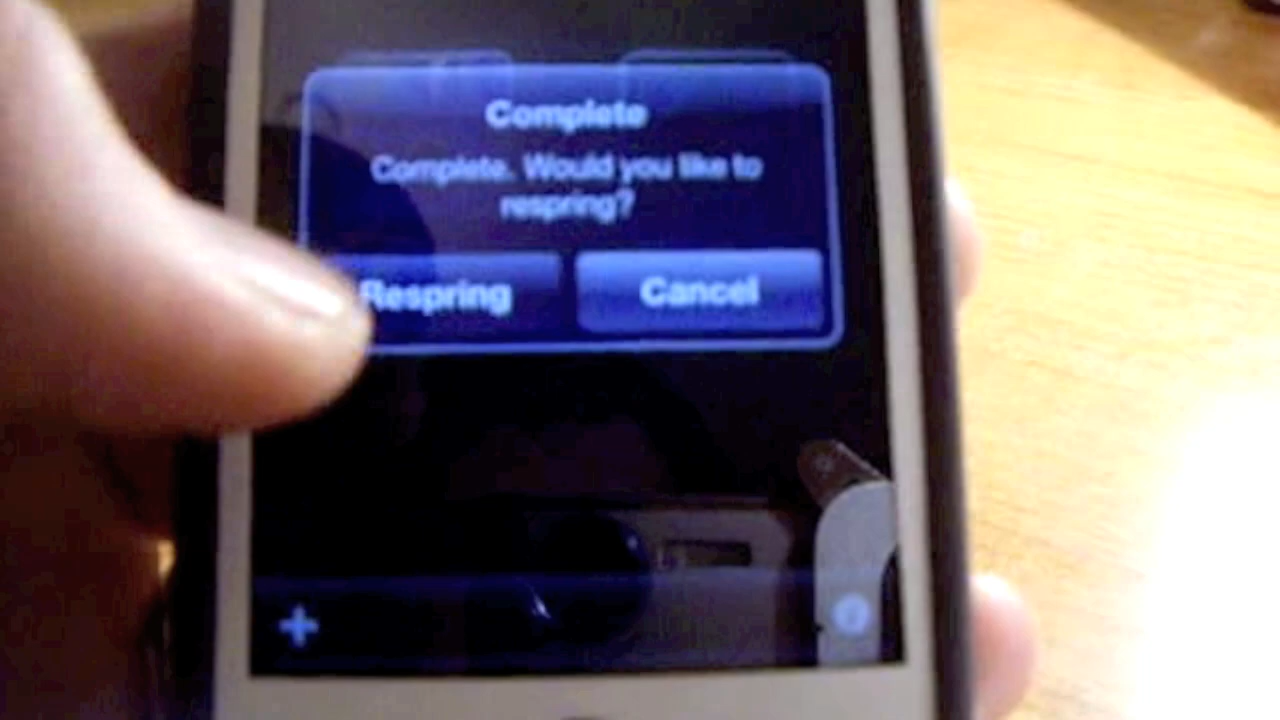 Complete
Complete. Would you like to
respring?
Respring
Cancel